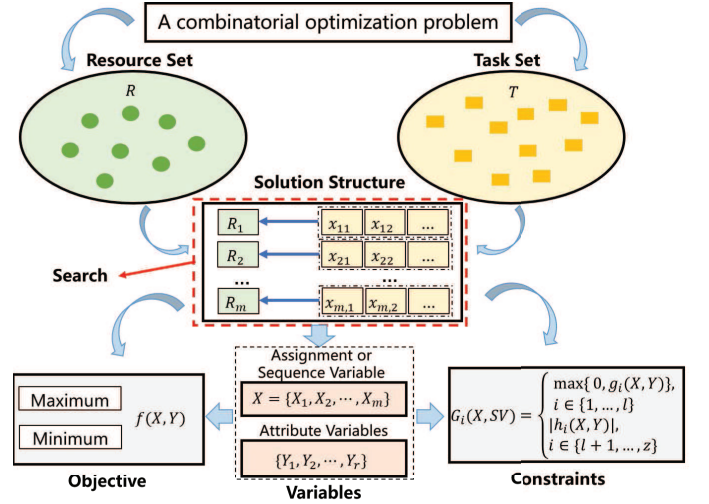 A combinatorial optimization problem
Resource Set
Task Set
R
T
Solution Structure
R₁ x₁₁ x₁₂ ...
R₂ x₂₁ x₂₂ ...
... ...
Rₘ xₘ,₁ xₘ,₂ ...
Search
Assignment or
Sequence Variable
X = {X₁, X₂, ⋯, Xₘ}
Attribute Variables
{Y₁, Y₂, ⋯, Yᵣ}
Variables
Maximum
Minimum
f(X,Y)
Objective
Gᵢ(X, SV) = {
max{ 0, gᵢ(X,Y)},
i ∈ {1, ..., l}
|hᵢ(X,Y)|,
i ∈ {l + 1, ..., z}
Constraints